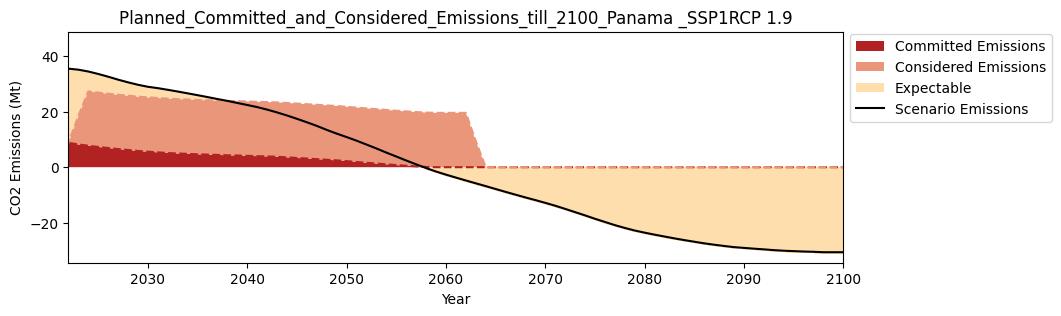 Planned_Committed_and_Considered_Emissions_till_2100_Panama _SSP1RCP 1.9
CO2 Emissions (Mt)
40
20
0
−20
2030 2040 2050 2060 2070 2080 2090 2100
Year
Committed Emissions
Considered Emissions
Expectable
Scenario Emissions